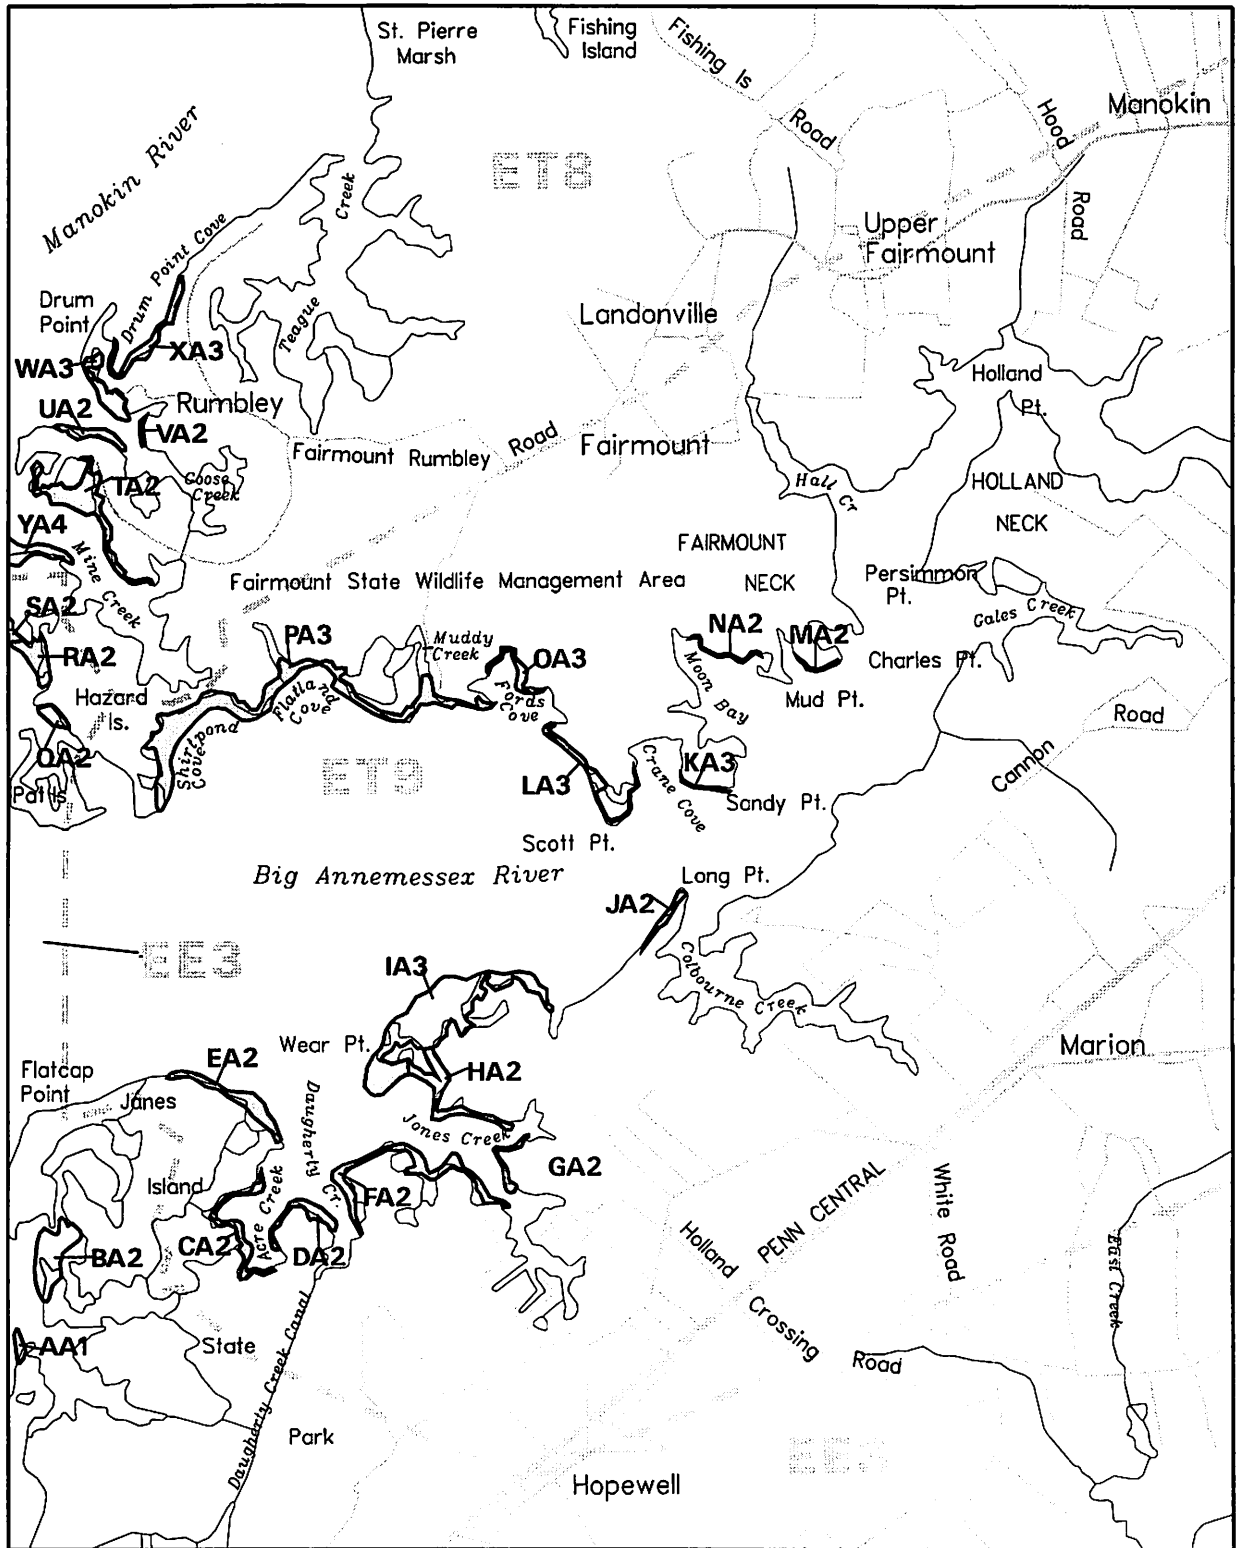 St. Pierre
Marsh
Fishing
Island
Fishing Is
Road
Hood
Road
Manokin
Manokin River
ET8
Creek
Teague
Upper
Fairmount
Drum Point Cove
Drum
Point
Landonville
WA3
XA3
Holland
Pt.
UA2
Rumbley
VA2
Fairmount Rumbley Road
Fairmount
TA2
Goose
Creek
Hall Cr
HOLLAND
NECK
YA4
Mine Creek
FAIRMOUNT
NECK
Fairmount State Wildlife Management Area
Persimmon
Pt.
Gales Creek
SA2
PA3
Muddy
Creek
NA2
MA2
RA2
OA3
Charles Pt.
Hazard
Is.
Flatland
Cove
Fords
Cove
Moon Bay
Mud Pt.
Road
Cannon
QA2
Shirtpond
Cove
Pat Is.
ET9
LA3
Crane Cove
KA3
Sandy Pt.
Scott Pt.
Big Annemessex River
Long Pt.
JA2
EE3
IA3
Colbourne Creek
Wear Pt.
Marion
EA2
HA2
Flatcap
Point
Janes
Daugherty Cr.
Jones Creek
GA2
Island
Acre Creek
FA2
PENN CENTRAL
White Road
CA2
DA2
BA2
Holland
Crossing
Road
East Creek
AA1
State
Daugherty Creek Canal
Park
Hopewell